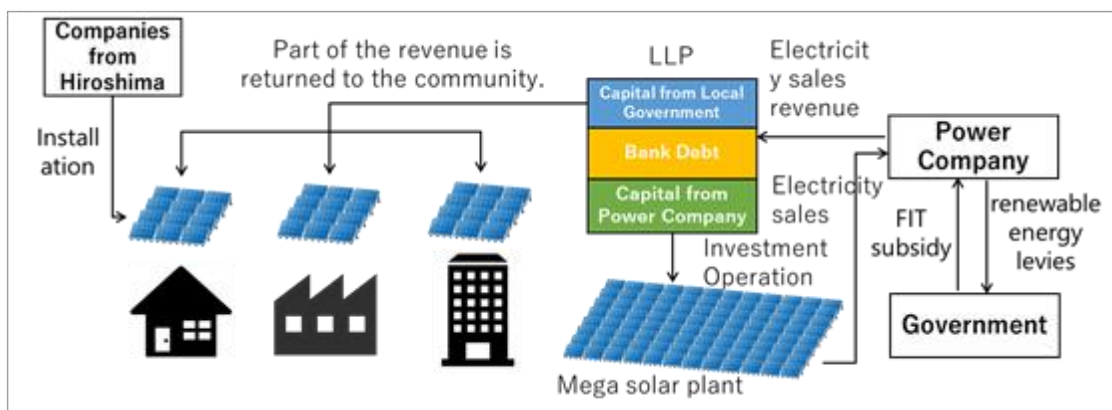 Companies
from
Hiroshima
Install
ation
Part of the revenue is
returned to the community.
LLP
Capital from Local
Government
Bank Debt
Capital from
Power Company
Electricit
y sales
revenue
Power
Company
Electricity
sales
Investment
Operation
FIT
subsidy
renewable
energy
levies
Government
Mega solar plant